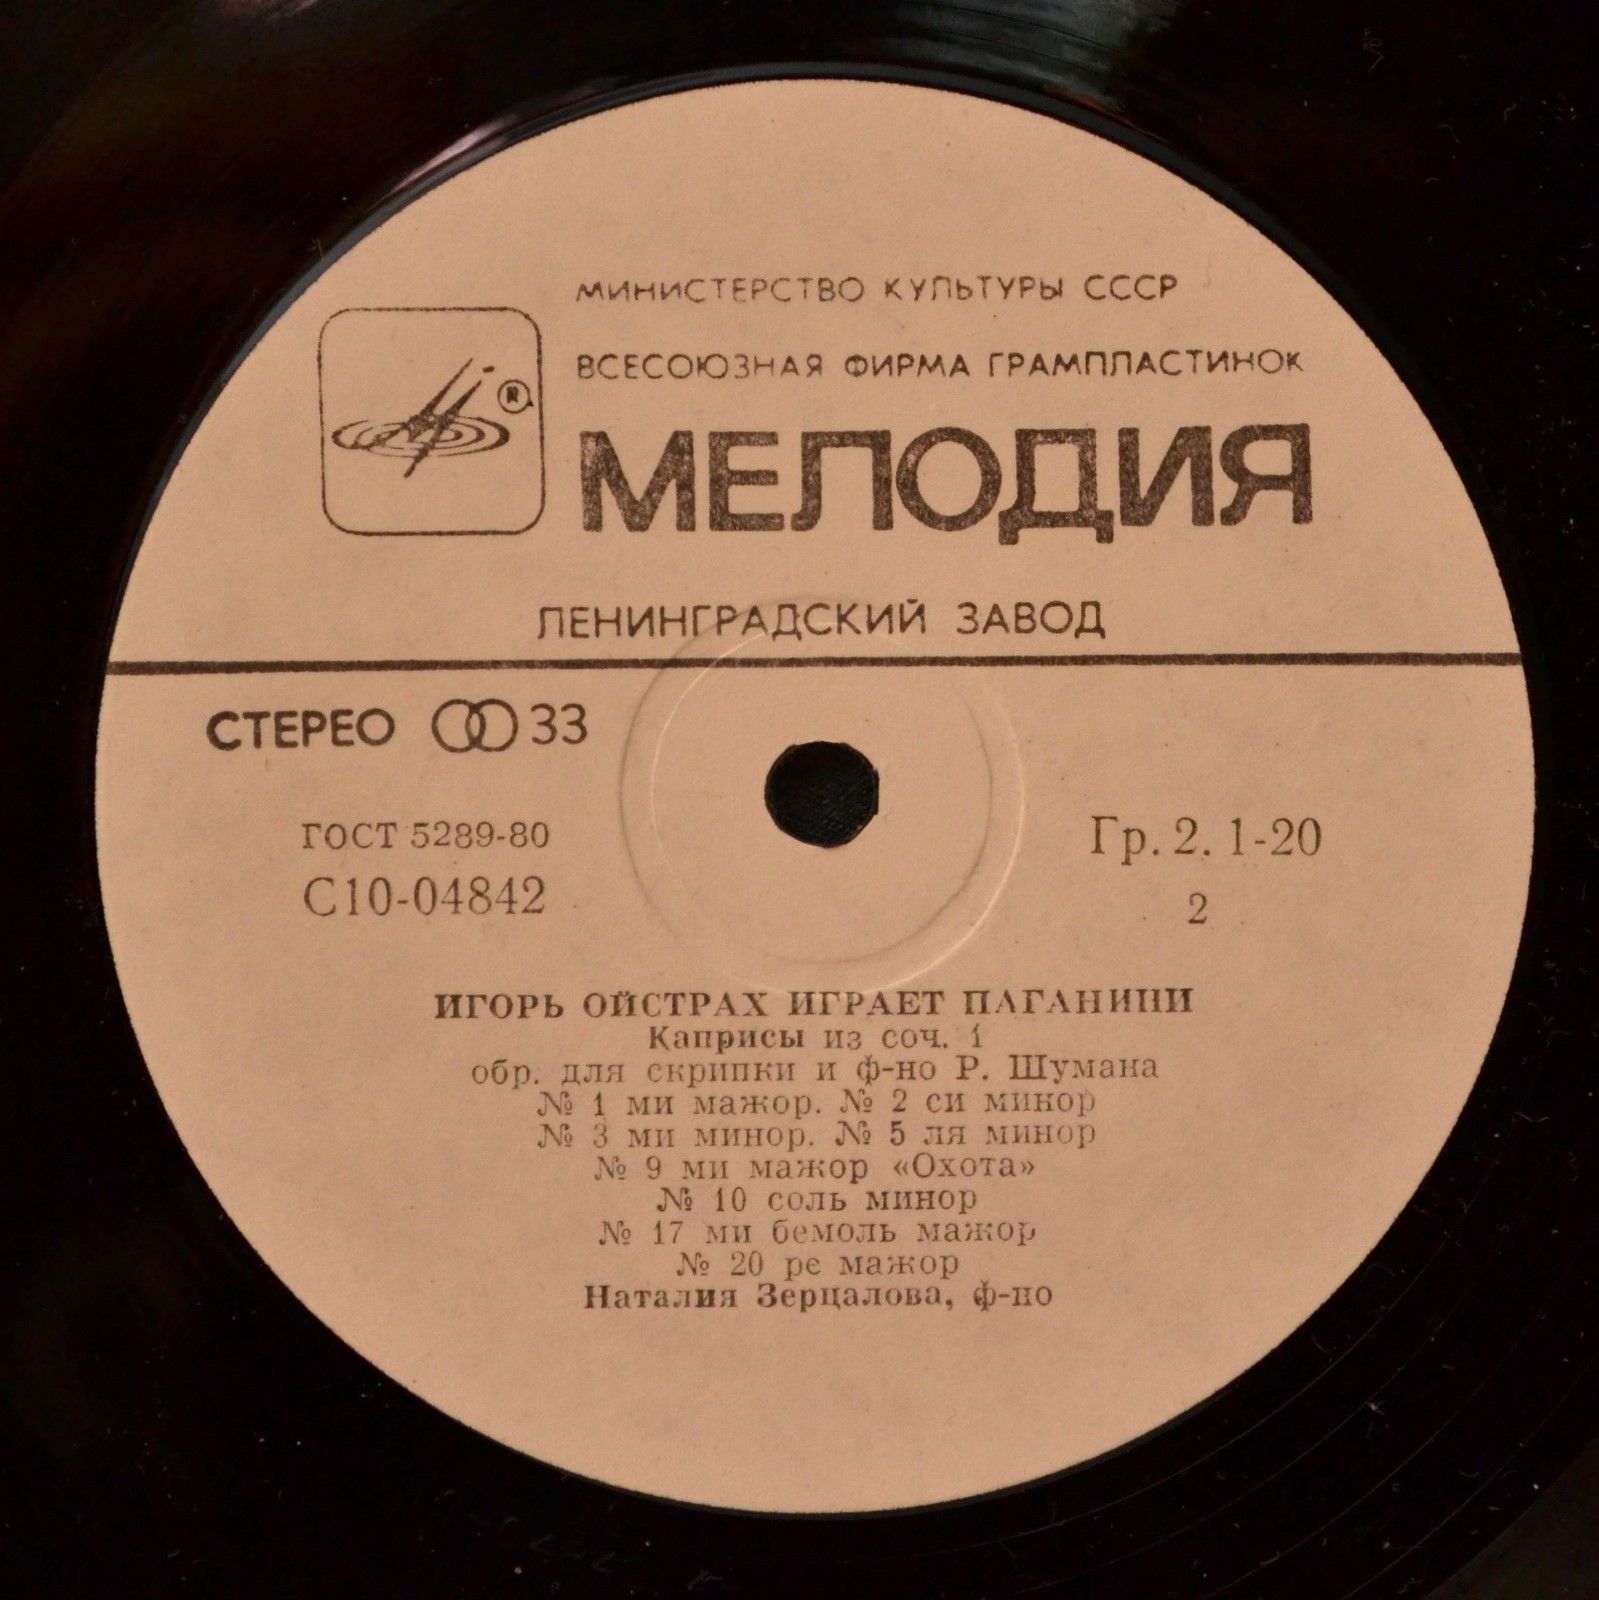 МИНИСТЕРСТВО КУЛЬТУРЫ СССР
ВСЕСОЮЗНАЯ ФИРМА ГРАМПЛАСТИНОК
®
МЕЛОДИЯ
ЛЕНИНГРАДСКИЙ ЗАВОД
СТЕРЕО 33
ГОСТ 5289-80
С10-04842
Гр. 2. 1-20
2
ИГОРЬ ОЙСТРАХ ИГРАЕТ ПАГАНИНИ
Каприсы из соч. 1
обр. для скрипки и ф-но Р. Шумана
№ 1 ми мажор. № 2 си минор
№ 3 ми минор. № 5 ля минор
№ 9 ми мажор «Охота»
№ 10 соль минор
№ 17 ми бемоль мажор
№ 20 ре мажор
Наталия Зерцалова, ф-но